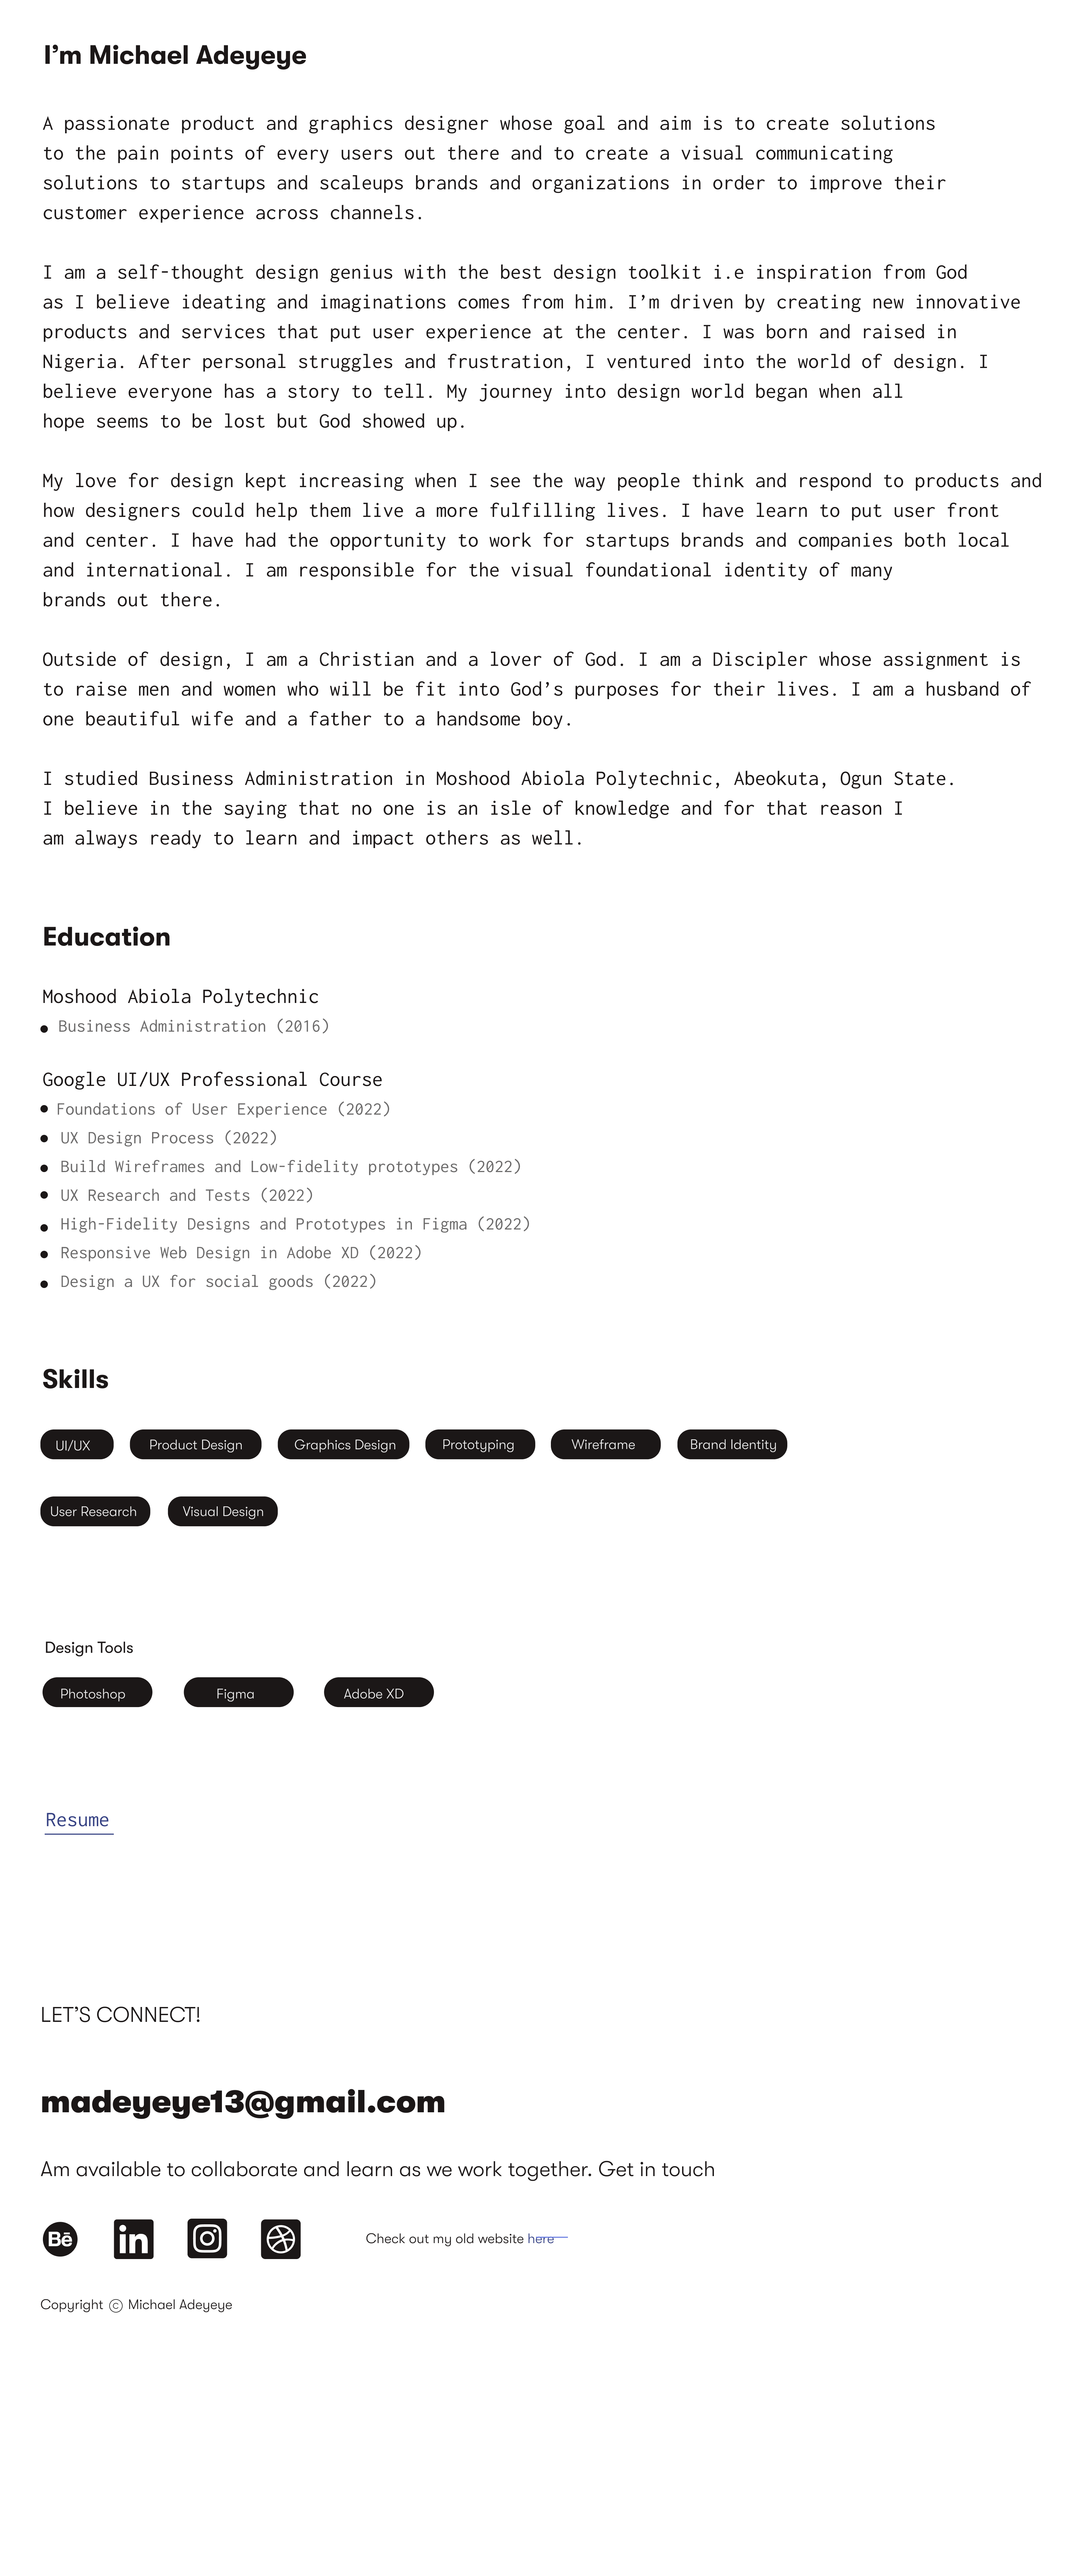 I’m Michael Adeyeye
A passionate product and graphics designer whose goal and aim is to create solutions
to the pain points of every users out there and to create a visual communicating
solutions to startups and scaleups brands and organizations in order to improve their
customer experience across channels.
I am a self-thought design genius with the best design toolkit i.e inspiration from God
as I believe ideating and imaginations comes from him. I’m driven by creating new innovative
products and services that put user experience at the center. I was born and raised in
Nigeria. After personal struggles and frustration, I ventured into the world of design. I
believe everyone has a story to tell. My journey into design world began when all
hope seems to be lost but God showed up.
My love for design kept increasing when I see the way people think and respond to products and
how designers could help them live a more fulfilling lives. I have learn to put user front
and center. I have had the opportunity to work for startups brands and companies both local
and international. I am responsible for the visual foundational identity of many
brands out there.
Outside of design, I am a Christian and a lover of God. I am a Discipler whose assignment is
to raise men and women who will be fit into God’s purposes for their lives. I am a husband of
one beautiful wife and a father to a handsome boy.
I studied Business Administration in Moshood Abiola Polytechnic, Abeokuta, Ogun State.
I believe in the saying that no one is an isle of knowledge and for that reason I
am always ready to learn and impact others as well.
Education
Moshood Abiola Polytechnic
● Business Administration (2016)
Google UI/UX Professional Course
● Foundations of User Experience (2022)
● UX Design Process (2022)
● Build Wireframes and Low-fidelity prototypes (2022)
● UX Research and Tests (2022)
● High-Fidelity Designs and Prototypes in Figma (2022)
● Responsive Web Design in Adobe XD (2022)
● Design a UX for social goods (2022)
Skills
UI/UX Product Design Graphics Design Prototyping Wireframe Brand Identity
User Research Visual Design
Design Tools
Photoshop Figma Adobe XD
Resume
LET’S CONNECT!
madeyeye13@gmail.com
Am available to collaborate and learn as we work together. Get in touch
Bē in Check out my old website here
Copyright © Michael Adeyeye